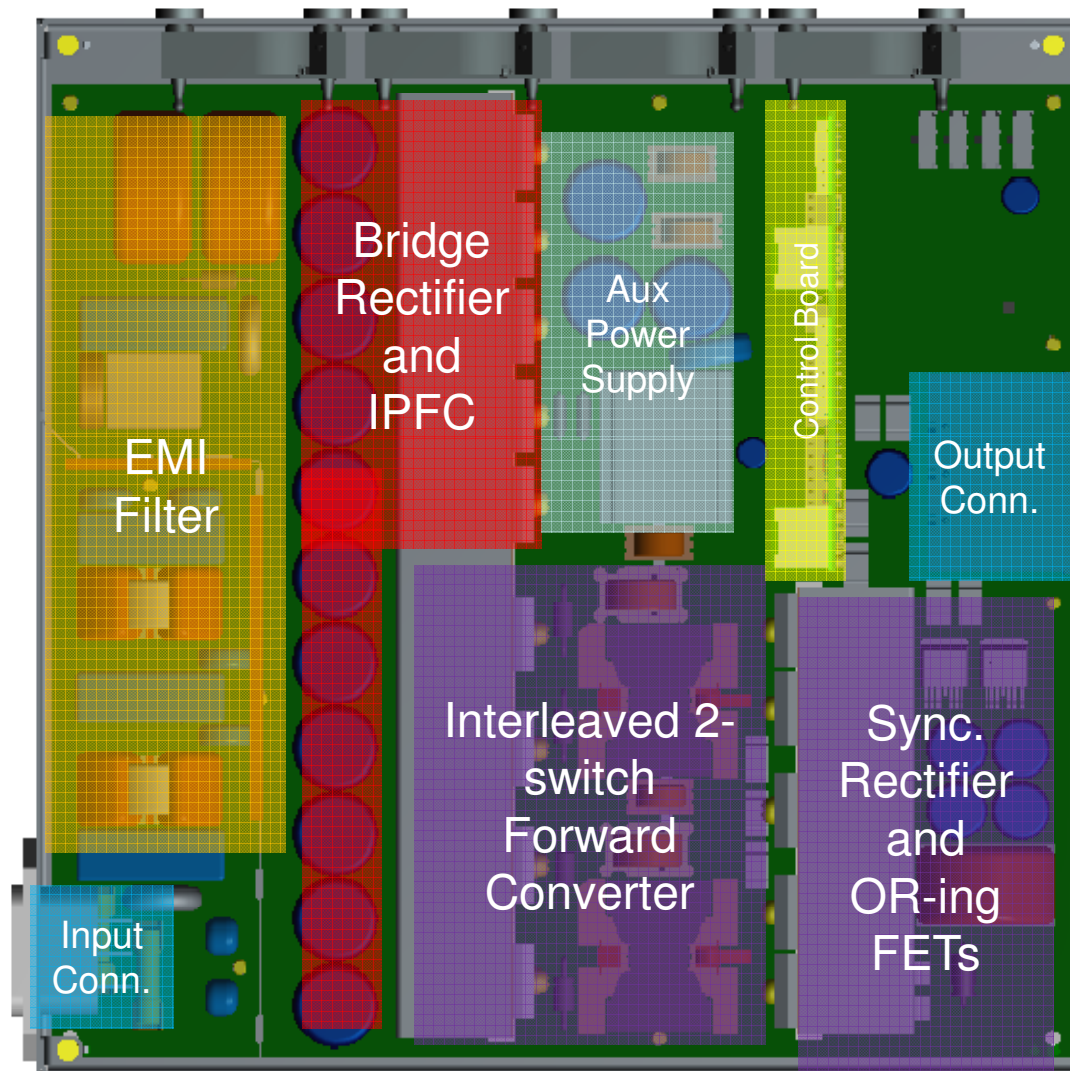 EMI
Filter
Bridge
Rectifier
and
IPFC
Aux
Power
Supply
Control Board
Output
Conn.
Interleaved 2-
switch
Forward
Converter
Sync.
Rectifier
and
OR-ing
FETs
Input
Conn.